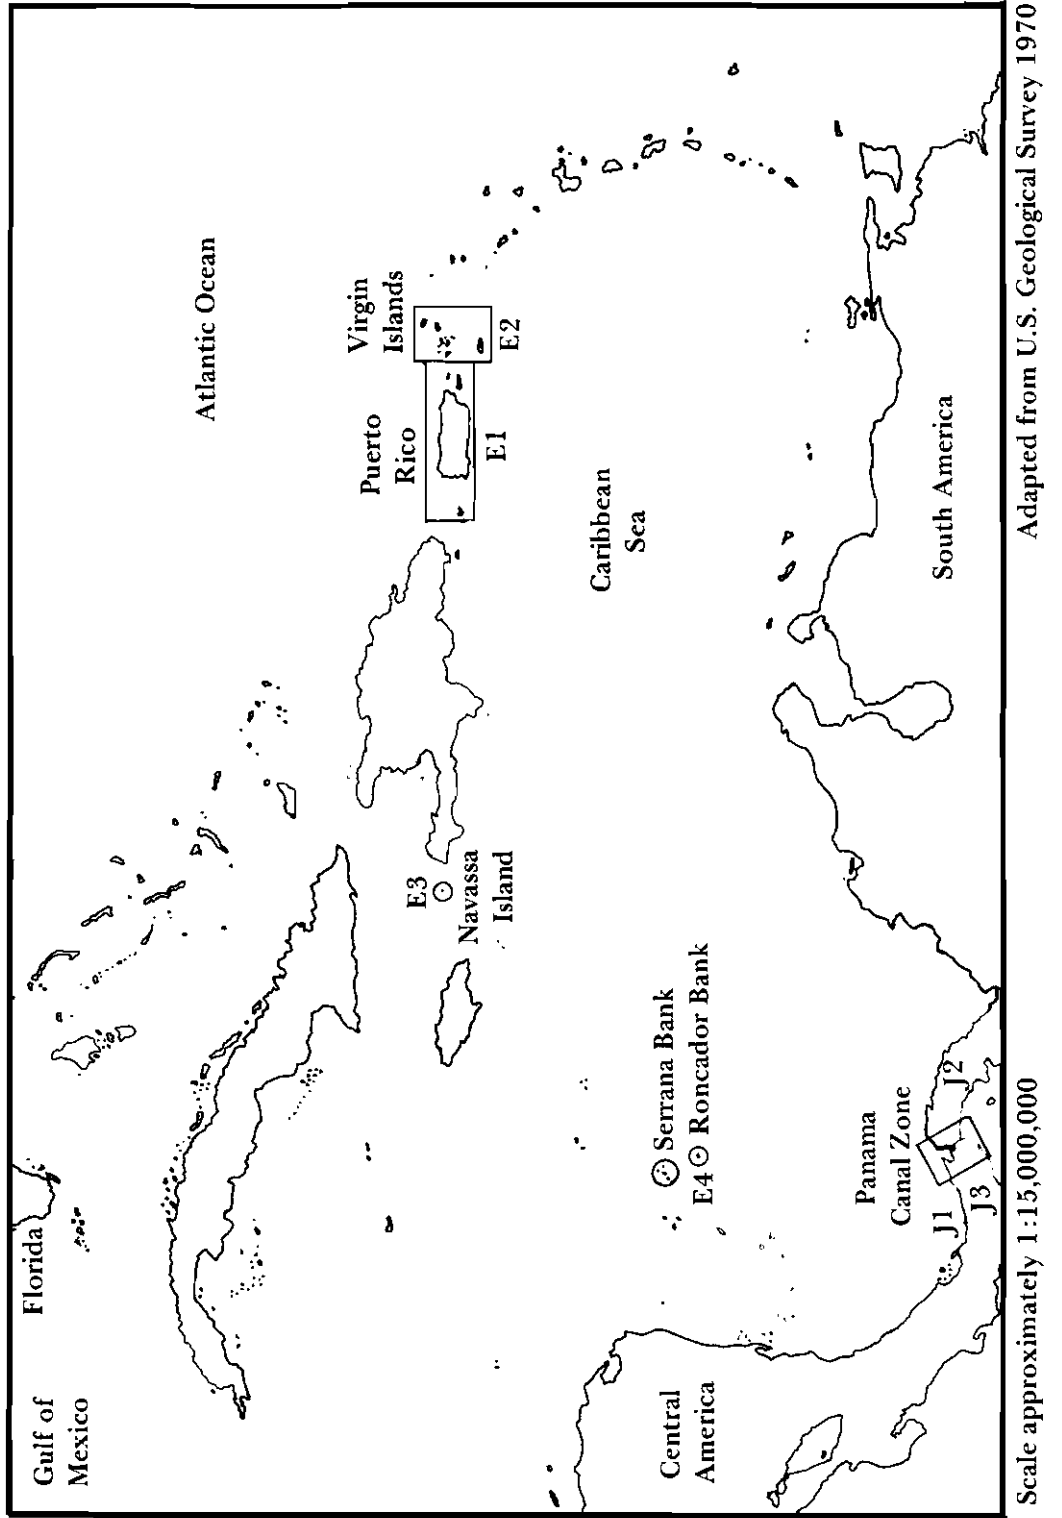 Gulf of
Mexico
Florida
Atlantic Ocean
Puerto
Rico
E1
Virgin
Islands
E2
E3
Navassa
Island
Caribbean
Sea
Serrana Bank
E4 Roncador Bank
Central
America
Panama
Canal Zone
J1
J2
J3
South America
Scale approximately 1:15,000,000
Adapted from U.S. Geological Survey 1970